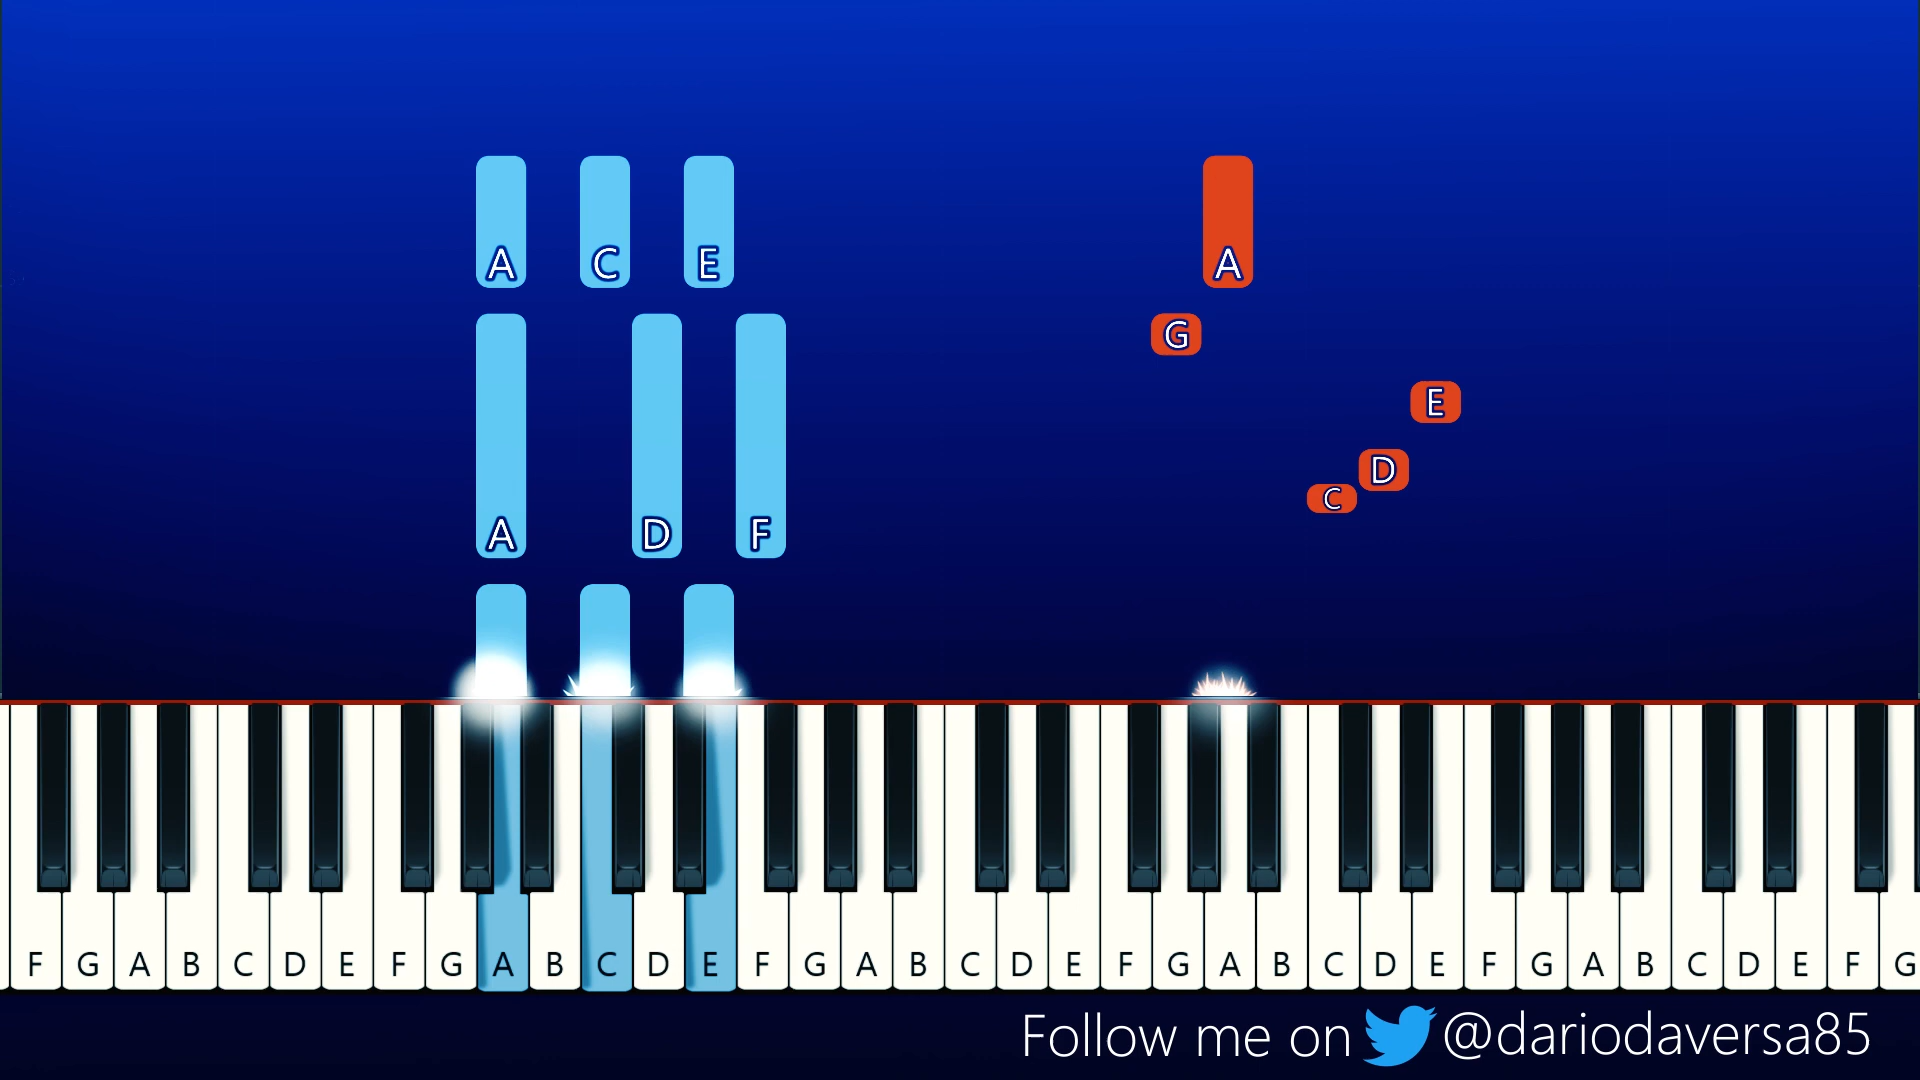 A C E A
G
E
D
C
A D F
F G A B C D E F G A B C D E F G A B C D E F G A B C D E F G A B C D E F G
Follow me on @dariodaversa85